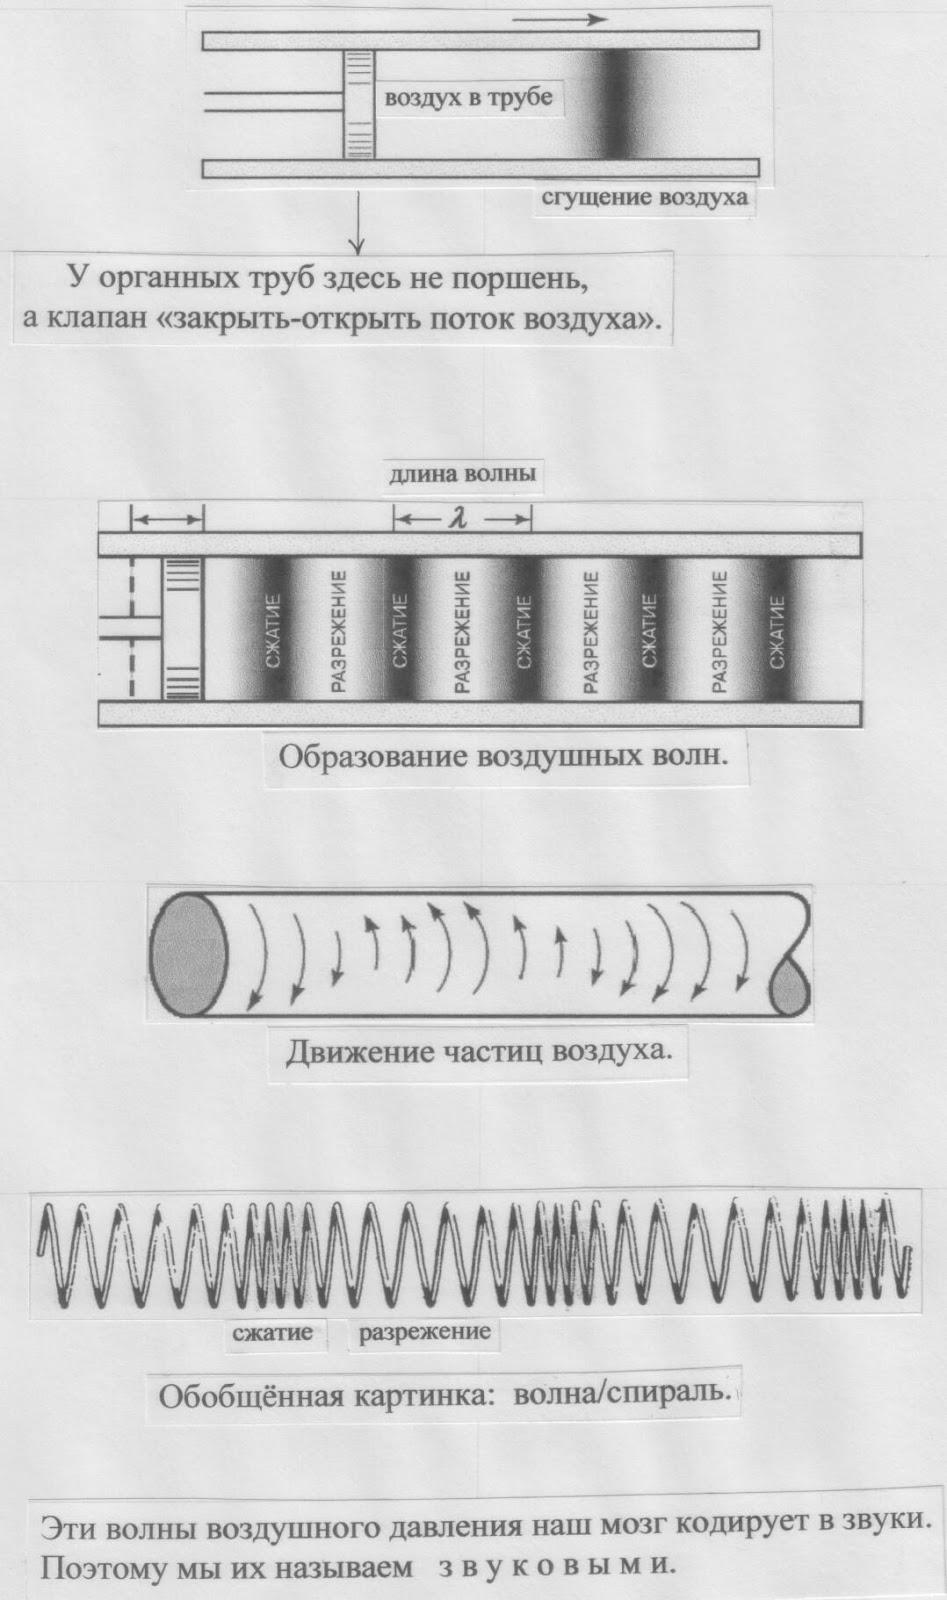 воздух в трубе
сгущение воздуха
У органных труб здесь не поршень,
а клапан «закрыть-открыть поток воздуха».
длина волны
λ
СЖАТИЕ
РАЗРЕЖЕНИЕ
СЖАТИЕ
РАЗРЕЖЕНИЕ
СЖАТИЕ
РАЗРЕЖЕНИЕ
СЖАТИЕ
РАЗРЕЖЕНИЕ
СЖАТИЕ
Образование воздушных волн.
Движение частиц воздуха.
сжатие
разрежение
Обобщённая картинка: волна/спираль.
Эти волны воздушного давления наш мозг кодирует в звуки.
Поэтому мы их называем з в у к о в ы м и.